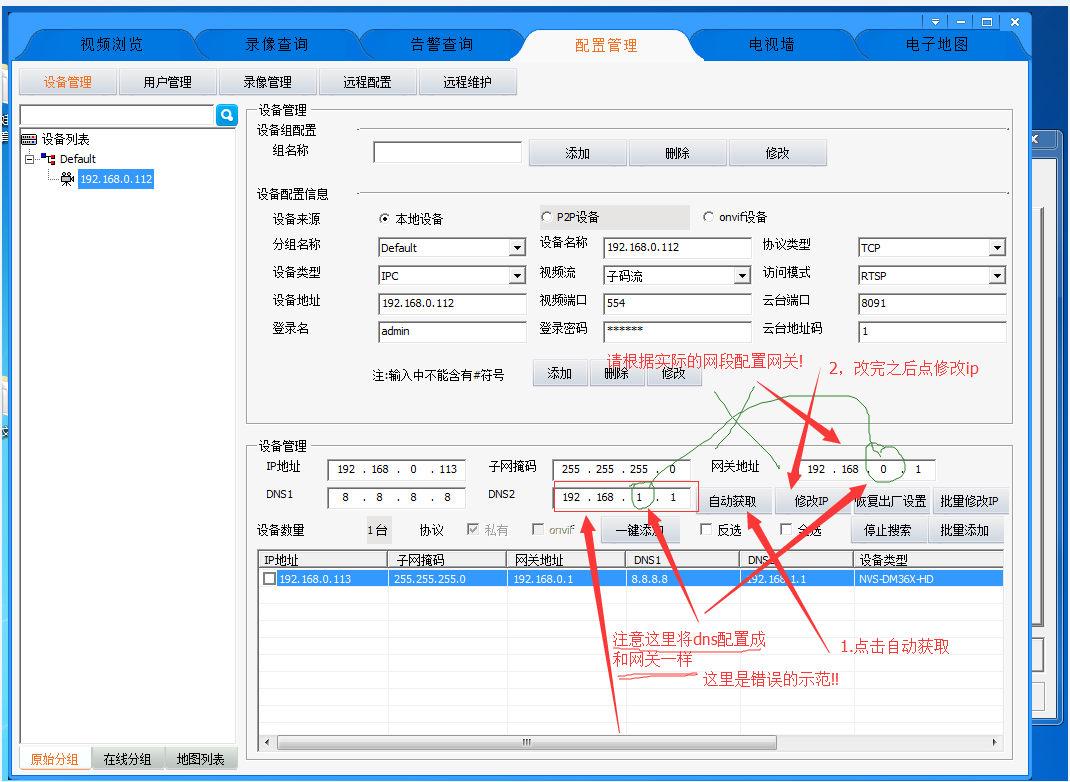 视频浏览 录像查询 告警查询 配置管理 电视墙 电子地图
设备管理 用户管理 录像管理 远程配置 远程维护
设备列表
Default
192.168.0.112
原始分组 在线分组 地图列表
设备管理
设备组配置
组名称 添加 删除 修改
设备配置信息
设备来源 本地设备 P2P设备 onvif设备
分组名称 Default 设备名称 192.168.0.112 协议类型 TCP
设备类型 IPC 视频流 子码流 访问模式 RTSP
设备地址 192.168.0.112 视频端口 554 云台端口 8091
登录名 admin 登录密码 ****** 云台地址码 1
请根据实际的网段配置网关!
2，改完之后点修改ip
注:输入中不能含有#符号 添加 删除 修改
设备管理
IP地址 192 . 168 . 0 . 113 子网掩码 255 . 255 . 255 . 0 网关地址 192 . 168 . 0 . 1
DNS1 8 . 8 . 8 . 8 DNS2 192 . 168 . 1 . 1 自动获取 修改IP 恢复出厂设置 批量修改IP
设备数量 1台 协议 私有 onvif 一键添加 反选 全选 停止搜索 批量添加
IP地址 子网掩码 网关地址 DNS1 DNS 设备类型
192.168.0.113 255.255.255.0 192.168.0.1 8.8.8.8 192.168.1.1 NVS-DM36X-HD
注意这里将dns配置成
和网关一样
1.点击自动获取
这里是错误的示范!!